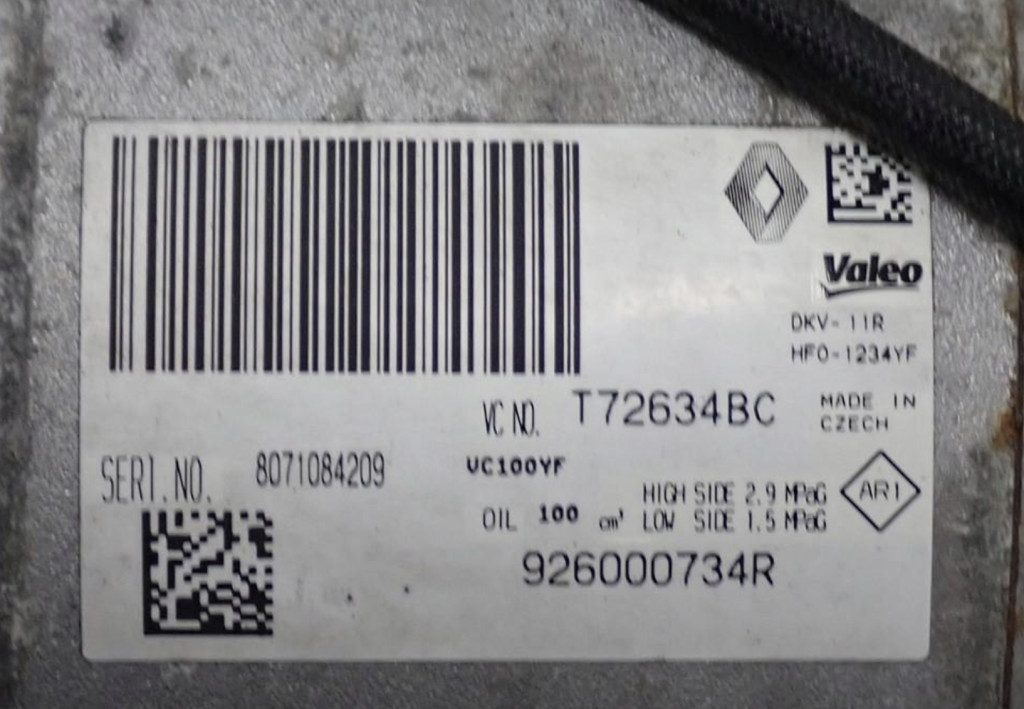 Valeo
DKV-11R
HFO-1234YF
VC NO. T72634BC
MADE IN
CZECH
SERI.NO. 8071084209
VC100YF
OIL 100 cm³
HIGH SIDE 2.9 MPaG
LOW SIDE 1.5 MPaG
AR1
926000734R